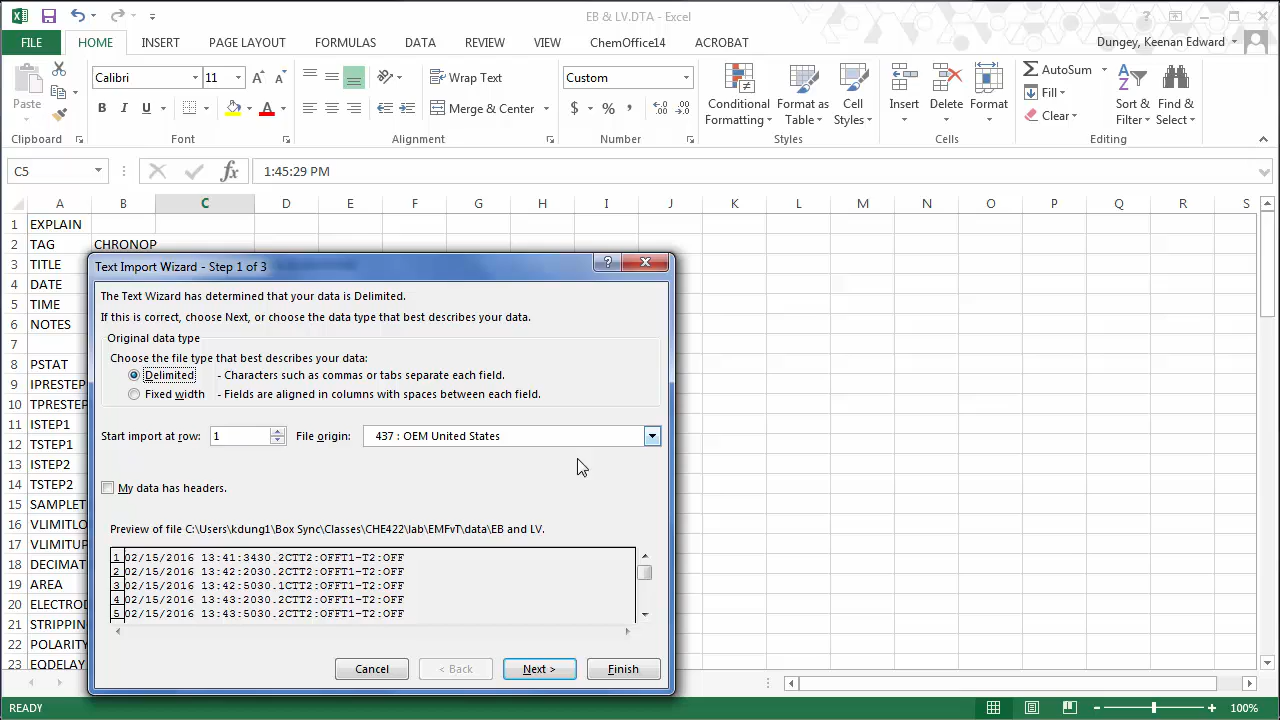 EB & LV.DTA - Excel
FILE HOME INSERT PAGE LAYOUT FORMULAS DATA REVIEW VIEW ChemOffice14 ACROBAT Dungey, Keenan Edward
Paste
Calibri 11
Wrap Text
Custom
Conditional Formatting
Format as Table
Cell Styles
Insert Delete Format
AutoSum
Fill
Clear
Sort & Filter
Find & Select
B I U A
Merge & Center
$ % ,
Clipboard Font Alignment Number Styles Cells Editing
C5 fx 1:45:29 PM
A B C D E F G H I J K L M N O P Q R S
1 EXPLAIN
2 TAG CHRONOP
3 TITLE
4 DATE
5 TIME
6 NOTES
7
8 PSTAT
9 IPRESTEP
10 TPRESTEP
11 ISTEP1
12 TSTEP1
13 ISTEP2
14 TSTEP2
15 SAMPLET
16 VLIMITLO
17 VLIMITUP
18 DECIMAT
19 AREA
20 ELECTROD
21 STRIPPIN
22 POLARITY
23 EQDELAY
Text Import Wizard - Step 1 of 3
The Text Wizard has determined that your data is Delimited.
If this is correct, choose Next, or choose the data type that best describes your data.
Original data type
Choose the file type that best describes your data:
Delimited - Characters such as commas or tabs separate each field.
Fixed width - Fields are aligned in columns with spaces between each field.
Start import at row: 1 File origin: 437 : OEM United States
My data has headers.
Preview of file C:\Users\kdung1\Box Sync\Classes\CHE422\lab\EMFvT\data\EB and LV.
1 02/15/2016 13:41:3430.2CTT2:OFFT1-T2:OFF
2 02/15/2016 13:42:2030.2CTT2:OFFT1-T2:OFF
3 02/15/2016 13:42:5030.1CTT2:OFFT1-T2:OFF
4 02/15/2016 13:43:2030.2CTT2:OFFT1-T2:OFF
5 02/15/2016 13:43:5030.2CTT2:OFFT1-T2:OFF
Cancel < Back Next > Finish
READY 100%